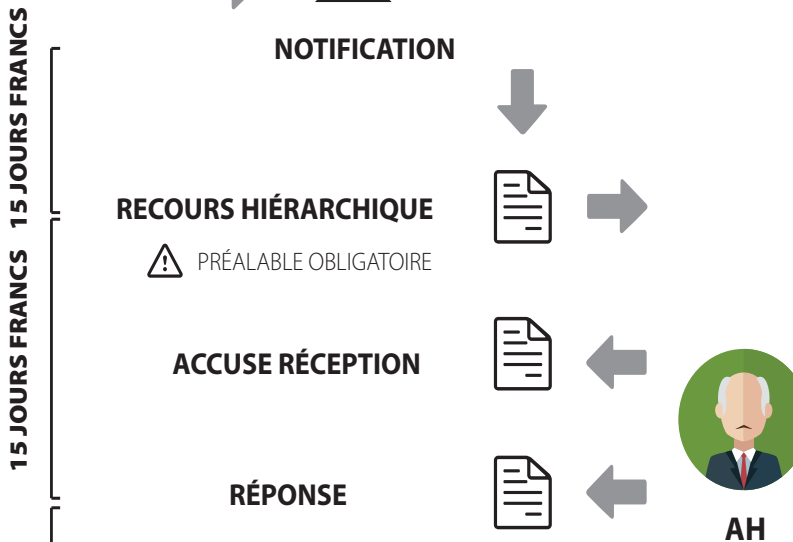 15 JOURS FRANCS
NOTIFICATION
RECOURS HIÉRARCHIQUE
PRÉALABLE OBLIGATOIRE
15 JOURS FRANCS
ACCUSE RÉCEPTION
RÉPONSE
AH